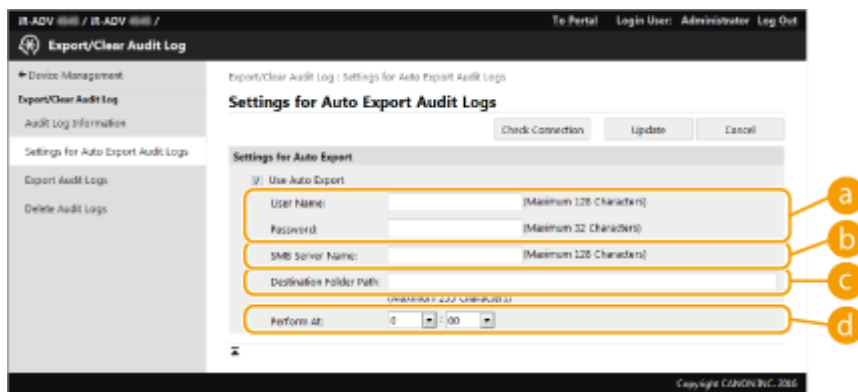 iR-ADV / iR-ADV /
To Portal Login User: Administrator Log Out
Export/Clear Audit Log
Device Management
Export/Clear Audit Log
Audit Log Information
Settings for Auto Export Audit Logs
Export Audit Logs
Delete Audit Logs
Export/Clear Audit Log : Settings for Auto Export Audit Logs
Settings for Auto Export Audit Logs
Check Connection Update Cancel
Settings for Auto Export
Use Auto Export
User Name: (Maximum 128 Characters)
Password: (Maximum 32 Characters)
a
SMB Server Name: (Maximum 128 Characters)
b
Destination Folder Path:
c
(Maximum 255 Characters)
Perform At: 0 : 00
d
Copyright CANON INC. 2016